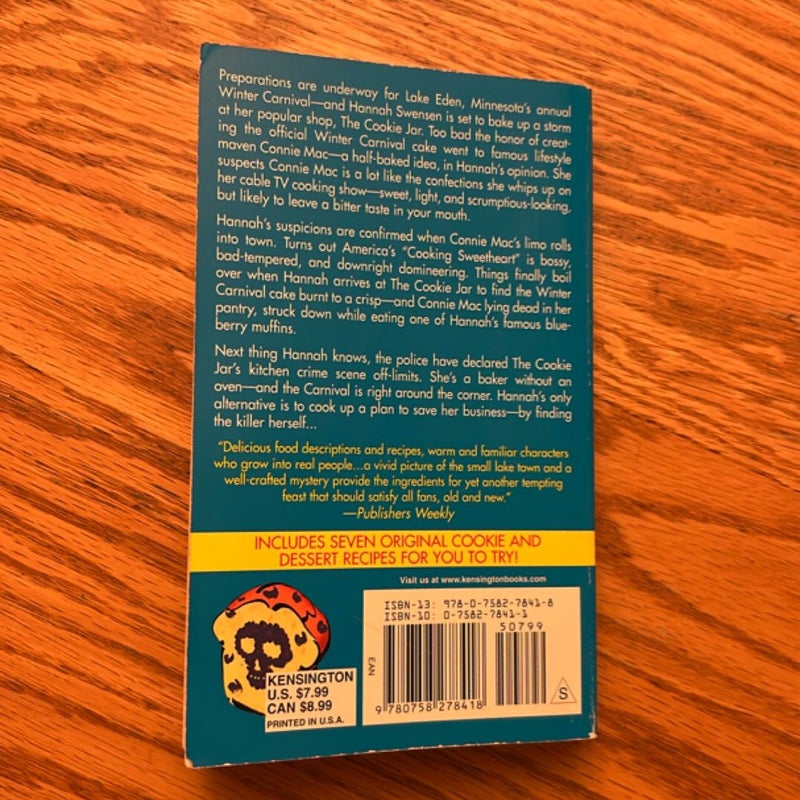 Preparations are underway for Lake Eden, Minnesota's annual
Winter Carnival—and Hannah Swensen is set to bake up a storm
at her popular shop, The Cookie Jar. Too bad the honor of creat-
ing the official Winter Carnival cake went to famous lifestyle
maven Connie Mac—a half-baked idea, in Hannah's opinion. She
suspects Connie Mac is a lot like the confections she whips up on
her cable TV cooking show—sweet, light, and scrumptious-looking,
but likely to leave a bitter taste in your mouth.
Hannah's suspicions are confirmed when Connie Mac's limo rolls
into town. Turns out America's "Cooking Sweetheart" is bossy,
bad-tempered, and downright domineering. Things finally boil
over when Hannah arrives at The Cookie Jar to find the Winter
Carnival cake burnt to a crisp—and Connie Mac lying dead in her
pantry, struck down while eating one of Hannah's famous blue-
berry muffins.
Next thing Hannah knows, the police have declared The Cookie
Jar's kitchen crime scene off-limits. She's a baker without an
oven—and the Carnival is right around the corner. Hannah's only
alternative is to cook up a plan to save her business—by finding
the killer herself...
"Delicious food descriptions and recipes, warm and familiar characters
who grow into real people...a vivid picture of the small lake town and a
well-crafted mystery provide the ingredients for yet another tempting
feast that should satisfy all fans, old and new."
—Publishers Weekly
INCLUDES SEVEN ORIGINAL COOKIE AND
DESSERT RECIPES FOR YOU TO TRY!
Visit us at www.kensingtonbooks.com
ISBN-13: 978-0-7582-7841-8
ISBN-10: 0-7582-7841-1
50799
EAN
S
9 780758 278418
KENSINGTON
U.S. $7.99
CAN $8.99
PRINTED IN U.S.A.